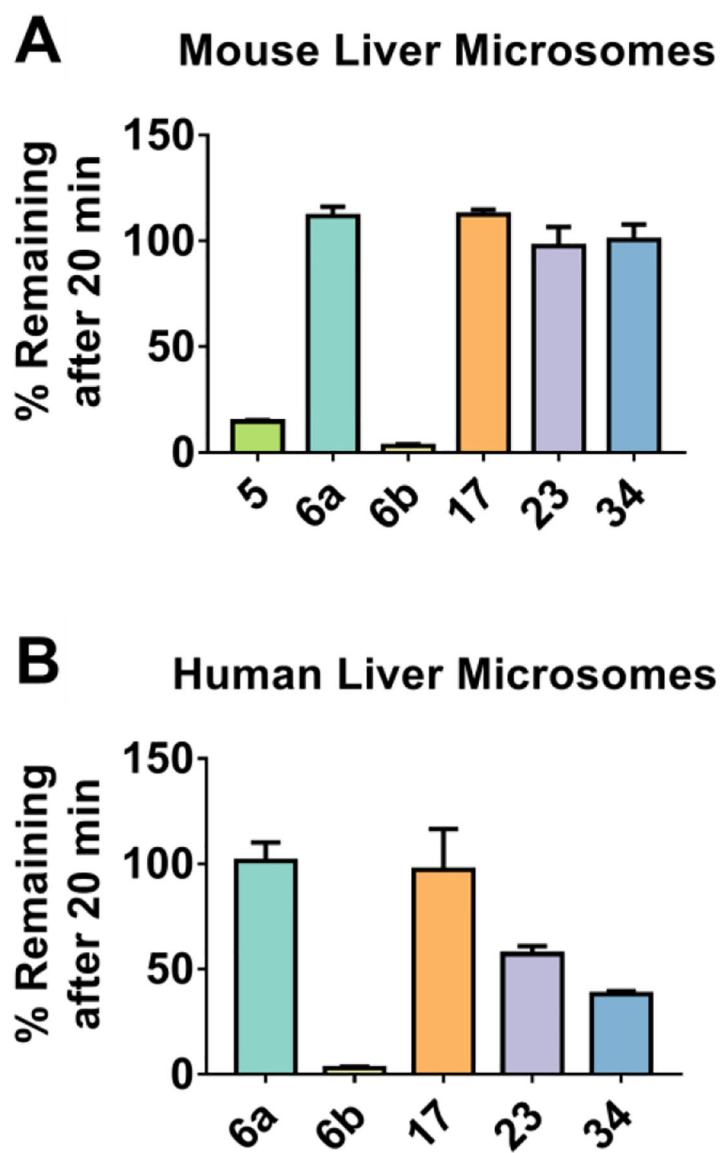 A
Mouse Liver Microsomes
% Remaining
after 20 min
150
100
50
0
5
6a
6b
17
23
34
B
Human Liver Microsomes
% Remaining
after 20 min
150
100
50
0
6a
6b
17
23
34